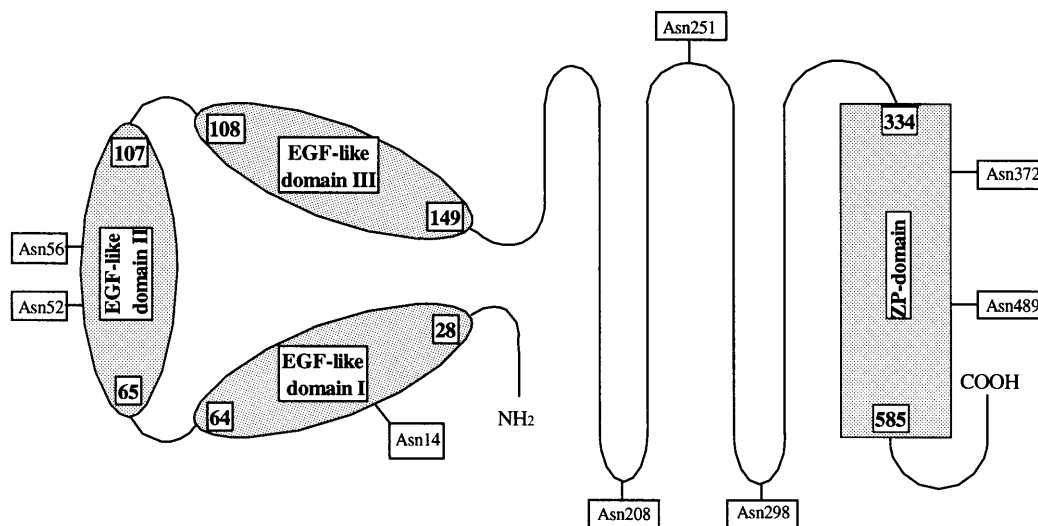 Asn251
108
EGF-like
domain III
149
107
EGF-like
domain II
65
Asn56
Asn52
28
EGF-like
domain I
64
Asn14
NH2
334
Asn372
ZP-domain
Asn489
COOH
585
Asn208
Asn298